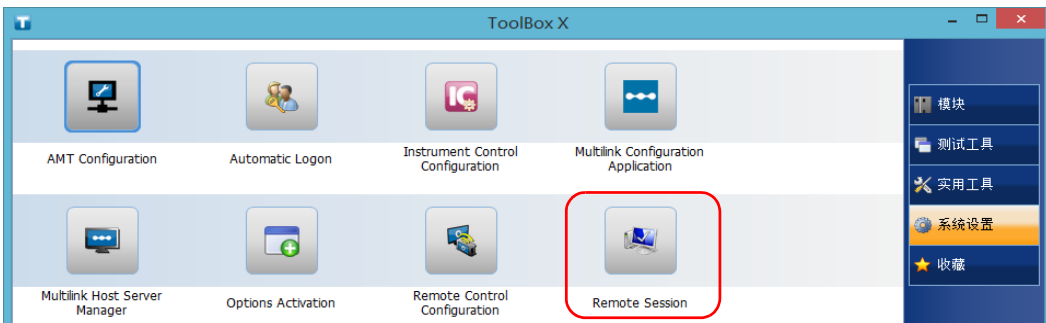 ToolBox X
AMT Configuration
Automatic Logon
Instrument Control
Configuration
Multilink Configuration
Application
Multilink Host Server
Manager
Options Activation
Remote Control
Configuration
Remote Session
模块
测试工具
实用工具
系统设置
收藏